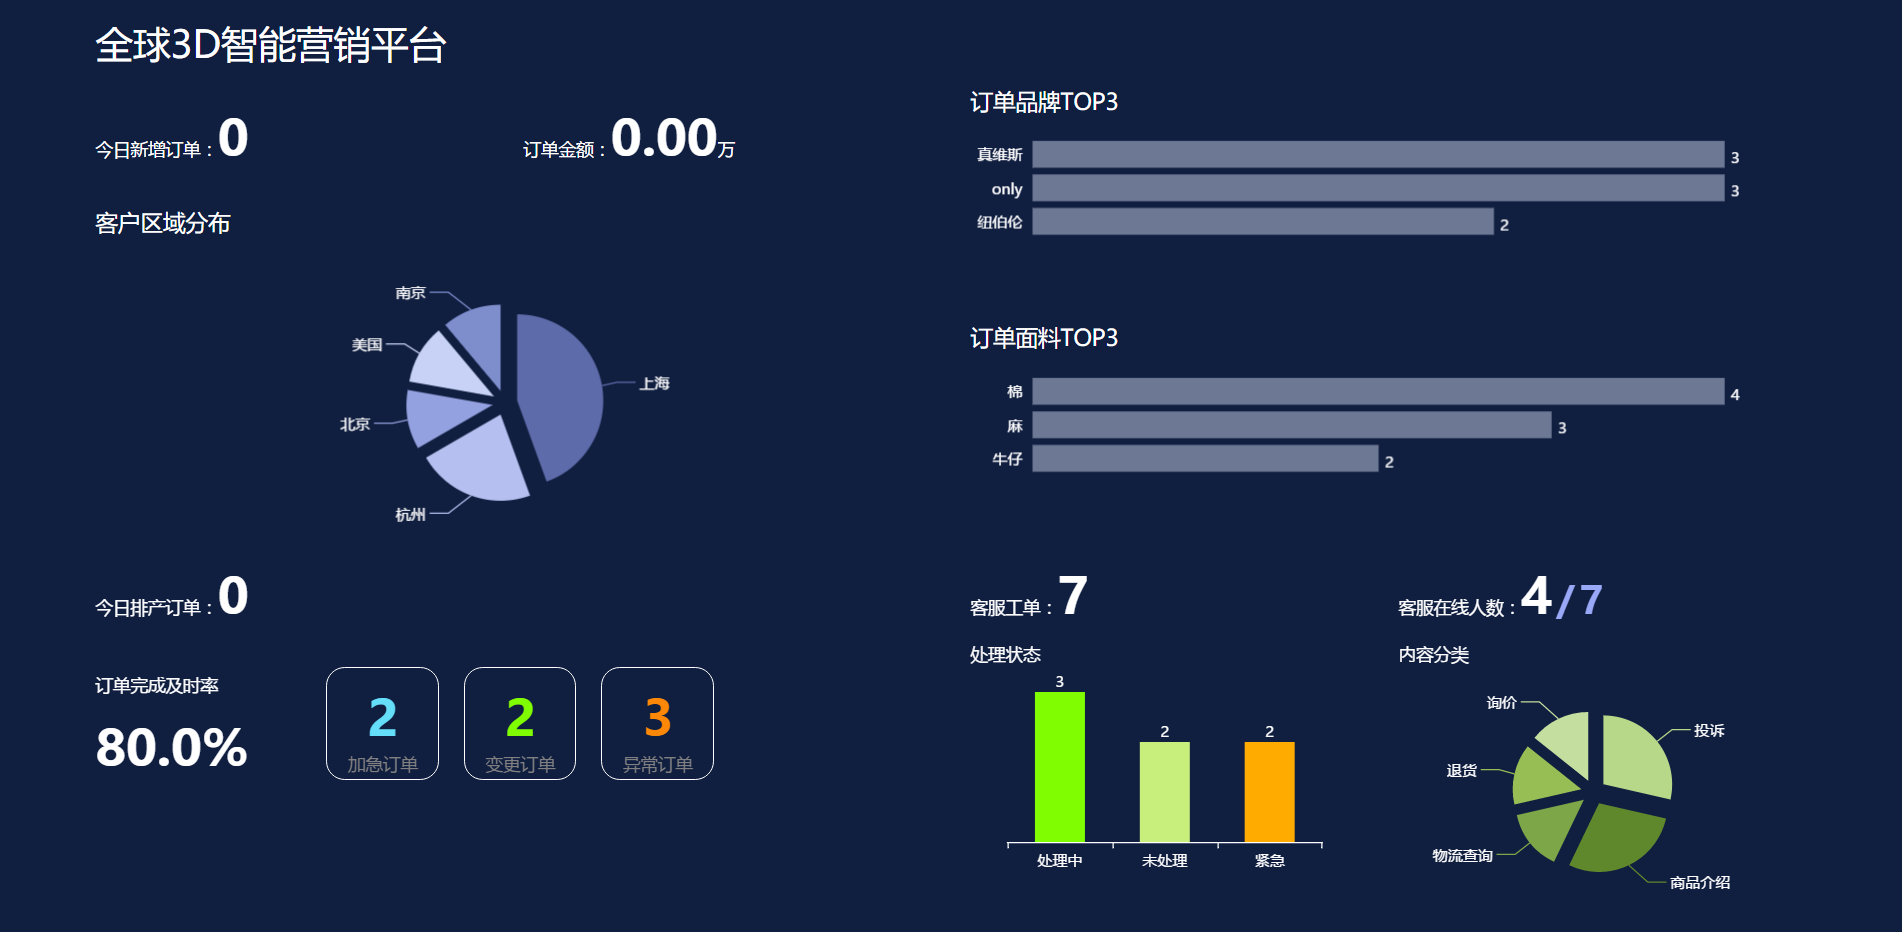 全球3D智能营销平台
今日新增订单：0
订单金额：0.00万
客户区域分布
南京
美国
上海
北京
杭州
订单品牌TOP3
真维斯 3
only 3
纽伯伦 2
订单面料TOP3
棉 4
麻 3
牛仔 2
今日排产订单：0
订单完成及时率
80.0%
2
加急订单
2
变更订单
3
异常订单
客服工单：7
处理状态
3
2
2
处理中
未处理
紧急
客服在线人数：4/7
内容分类
询价
投诉
退货
物流查询
商品介绍